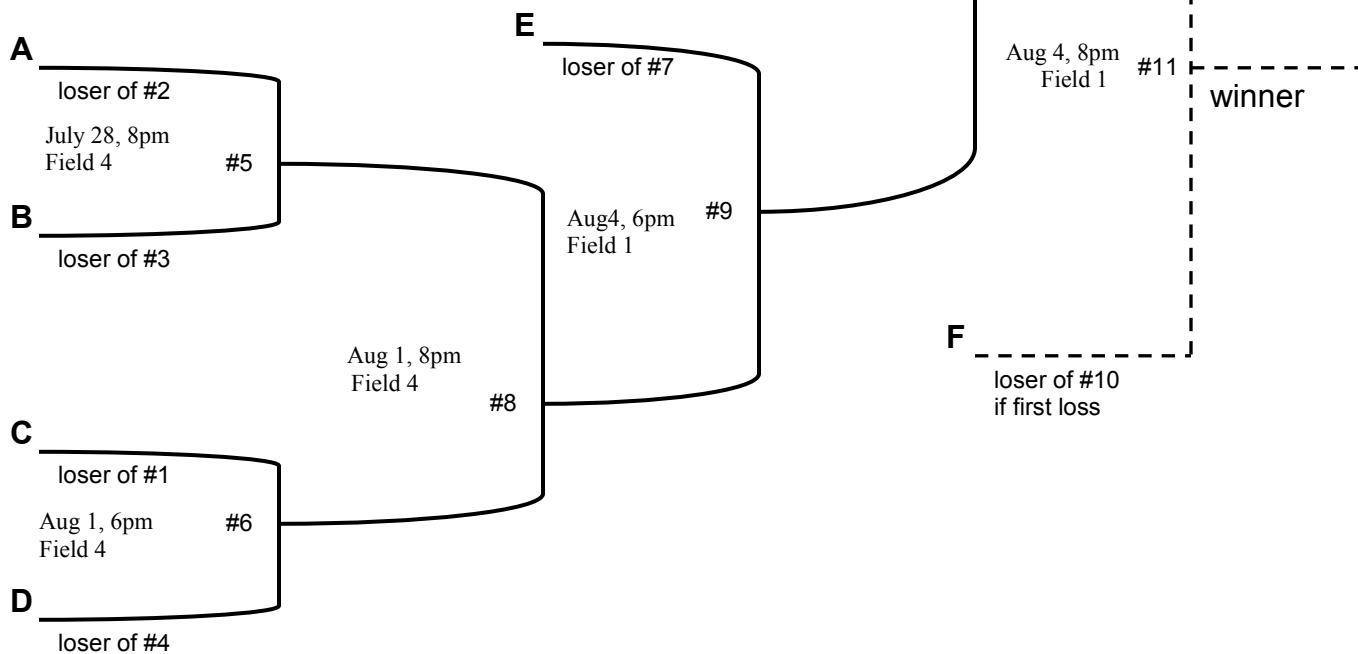 A
loser of #2
July 28, 8pm
Field 4
#5
B
loser of #3
E
loser of #7
Aug4, 6pm
Field 1
#9
Aug 4, 8pm
Field 1
#11
winner
Aug 1, 8pm
Field 4
#8
F
loser of #10
if first loss
C
loser of #1
Aug 1, 6pm
Field 4
#6
D
loser of #4